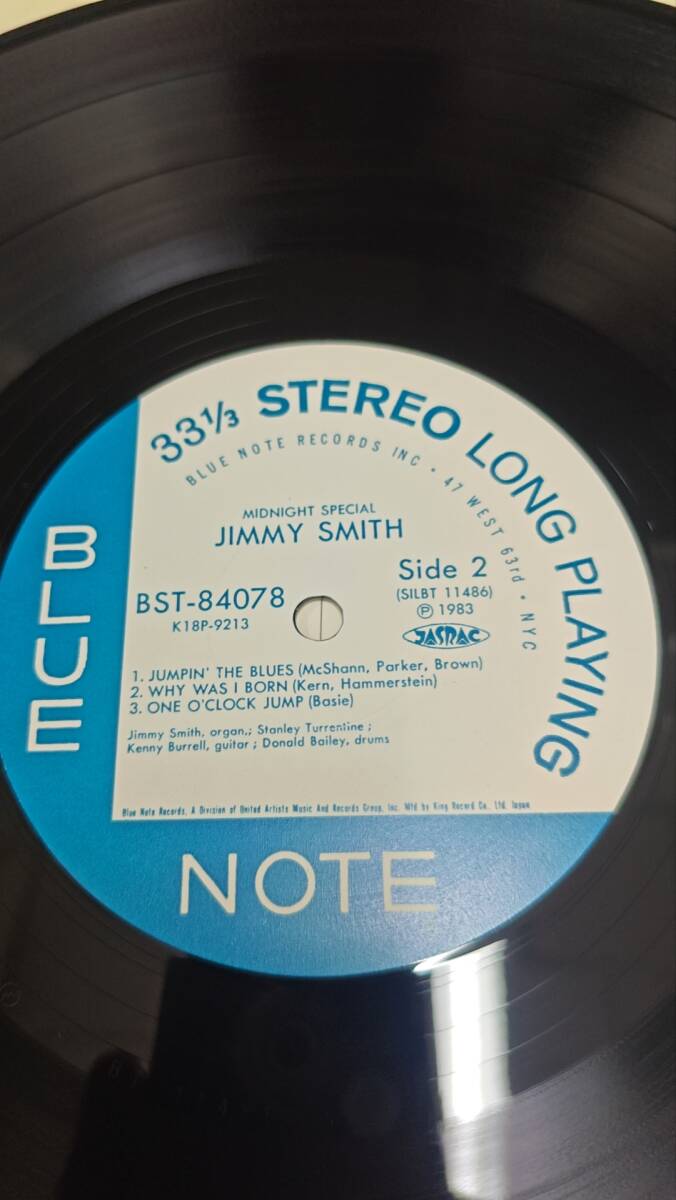 33⅓ STEREO LONG PLAYING
BLUE NOTE RECORDS INC • 47 WEST 63rd • NYC
MIDNIGHT SPECIAL
JIMMY SMITH
BST-84078
K18P-9213
Side 2
(SILBT 11486)
Ⓟ 1983
JASRAC
1. JUMPIN' THE BLUES (McShann, Parker, Brown)
2. WHY WAS I BORN (Kern, Hammerstein)
3. ONE O'CLOCK JUMP (Basie)
Jimmy Smith, organ,; Stanley Turrentine ;
Kenny Burrell, guitar ; Donald Bailey, drums
Blue Note Records, A Division of United Artists Music And Records Group, Inc. Mfd by King Record Co., Ltd. Japan
BLUE
NOTE